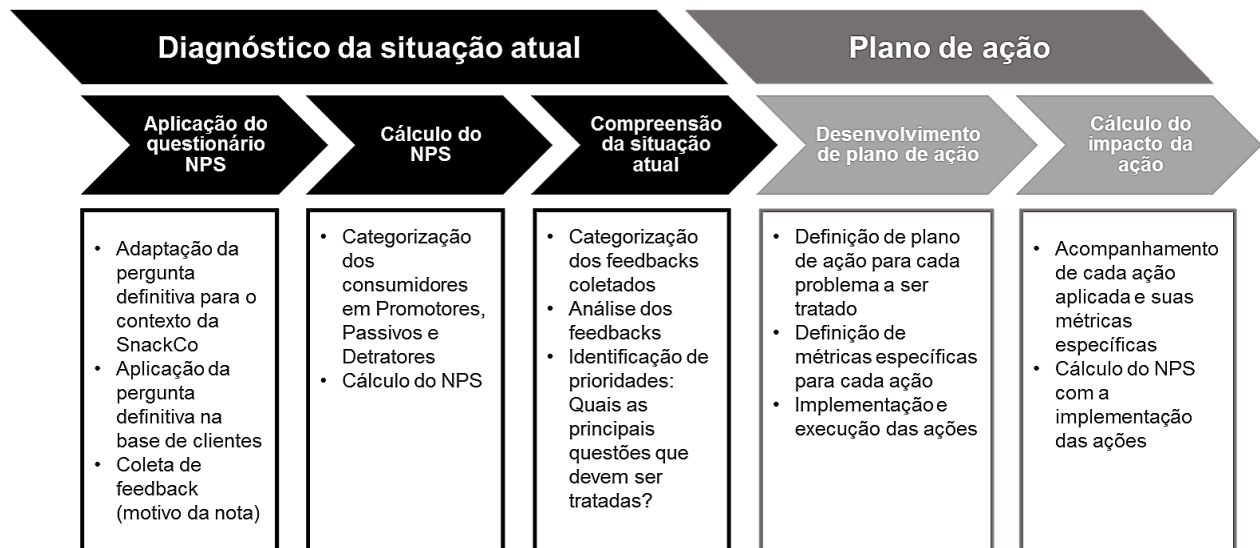 Diagnóstico da situação atual
Plano de ação
Aplicação do
questionário
NPS
Cálculo do
NPS
Compreensão
da situação
atual
Desenvolvimento
de plano de ação
Cálculo do
impacto da
ação
• Adaptação da
pergunta
definitiva para o
contexto da
SnackCo
• Aplicação da
pergunta
definitiva na
base de clientes
• Coleta de
feedback
(motivo da nota)
• Categorização
dos
consumidores
em Promotores,
Passivos e
Detratores
• Cálculo do NPS
• Categorização
dos feedbacks
coletados
• Análise dos
feedbacks
• Identificação de
prioridades:
Quais as
principais
questões que
devem ser
tratadas?
• Definição de plano
de ação para cada
problema a ser
tratado
• Definição de
métricas específicas
para cada ação
• Implementação e
execução das ações
• Acompanhamento
de cada ação
aplicada e suas
métricas
específicas
• Cálculo do NPS
com a
implementação
das ações